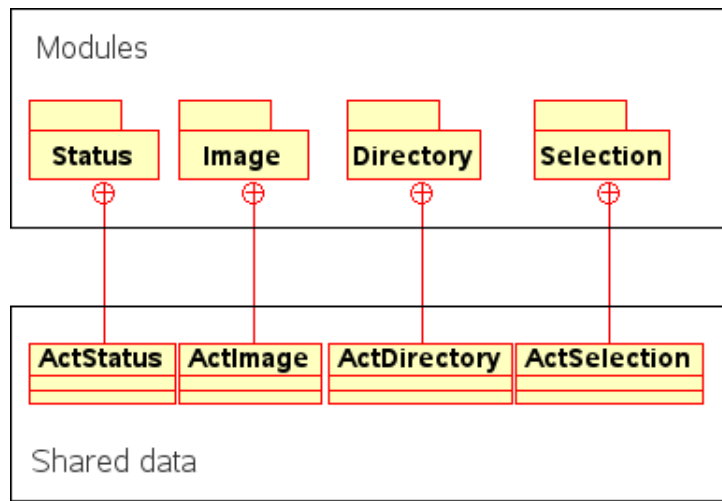 Modules
Status Image Directory Selection
ActStatus ActImage ActDirectory ActSelection
Shared data